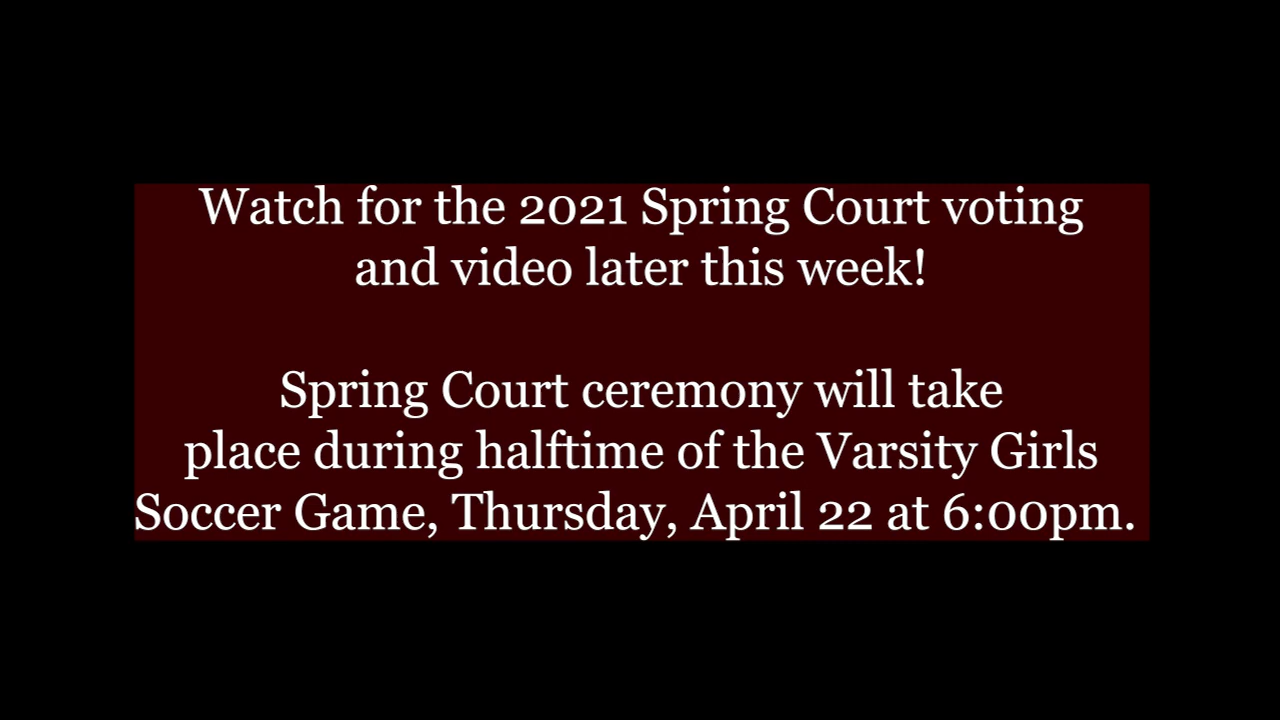 Watch for the 2021 Spring Court voting
and video later this week!
Spring Court ceremony will take
place during halftime of the Varsity Girls
Soccer Game, Thursday, April 22 at 6:00pm.